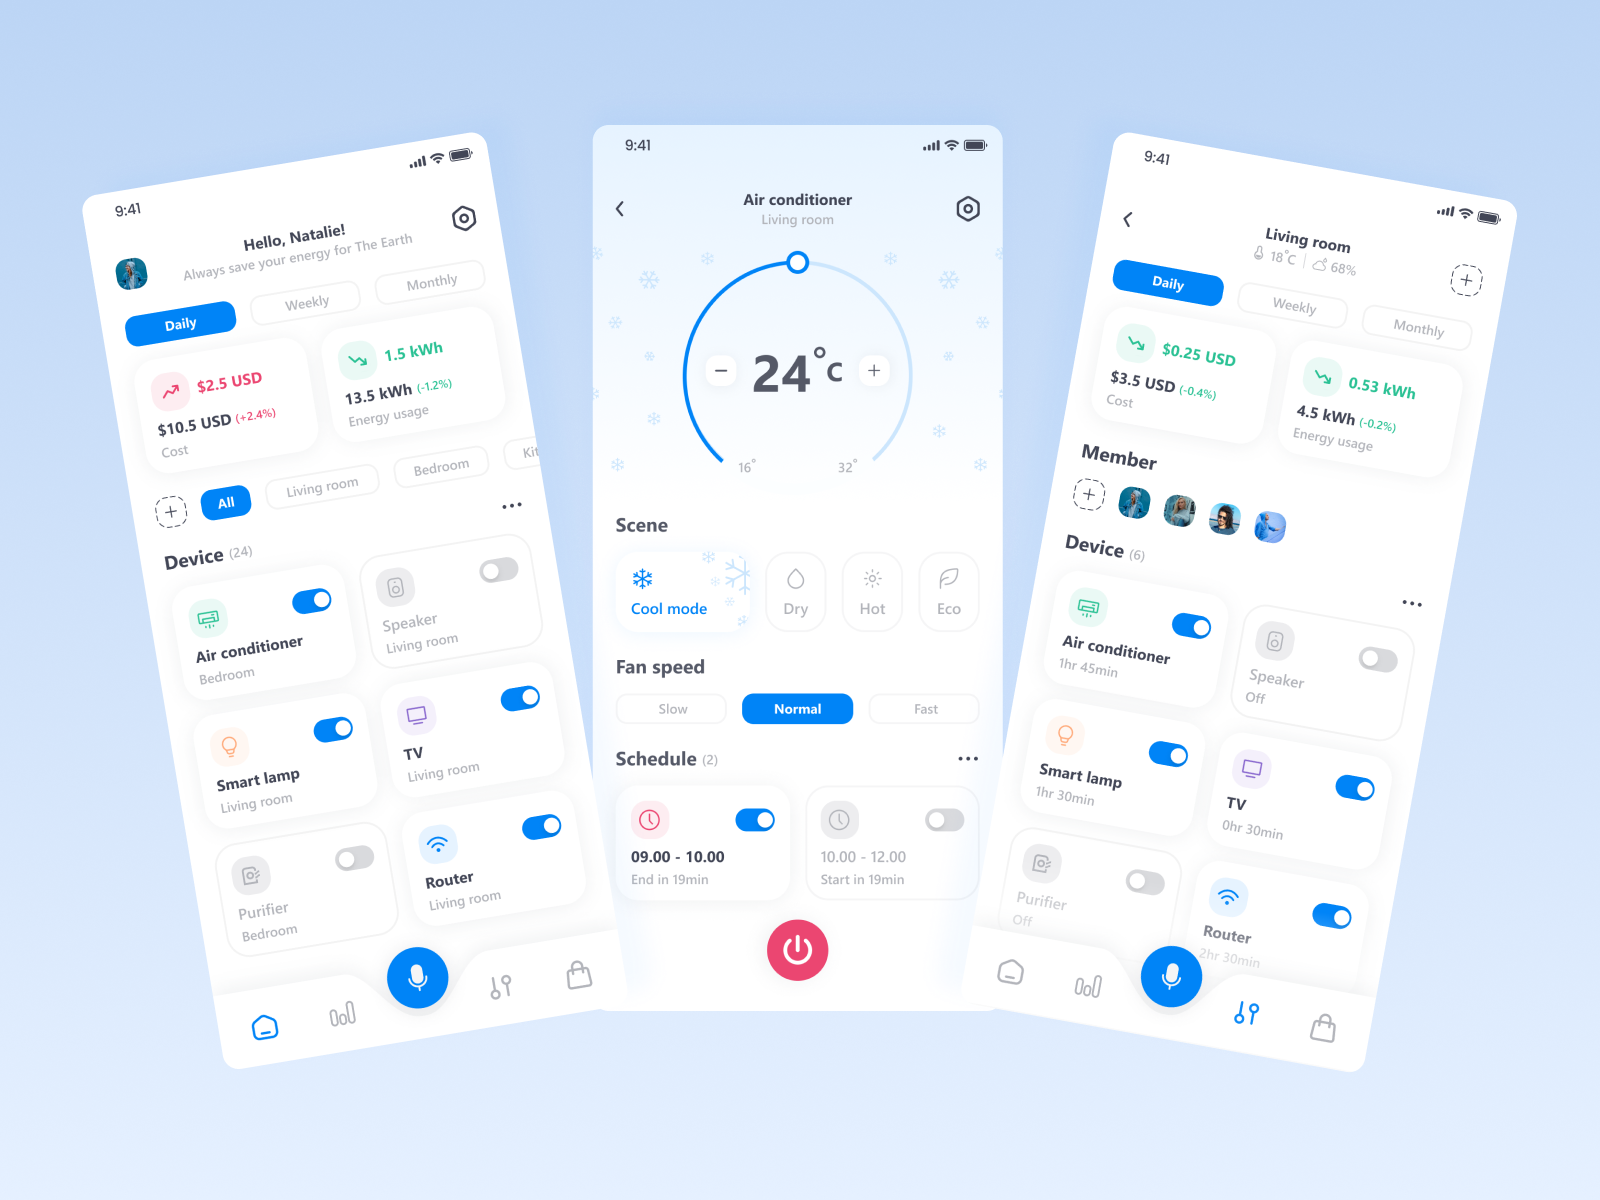 9:41
Hello, Natalie!
Always save your energy for The Earth
Daily
Weekly
Monthly
$2.5 USD
$10.5 USD (+2.4%)
Cost
1.5 kWh
13.5 kWh (-1.2%)
Energy usage
All
Living room
Bedroom
Kit
Device (24)
Air conditioner
Bedroom
Speaker
Living room
Smart lamp
Living room
TV
Living room
Purifier
Bedroom
Router
Living room
9:41
Air conditioner
Living room
24°C
16°
32°
Scene
Cool mode
Dry
Hot
Eco
Fan speed
Slow
Normal
Fast
Schedule (2)
09.00 - 10.00
End in 19min
10.00 - 12.00
Start in 19min
9:41
Living room
18°C | 68%
Daily
Weekly
Monthly
$0.25 USD
$3.5 USD (-0.4%)
Cost
0.53 kWh
4.5 kWh (-0.2%)
Energy usage
Member
Device (6)
Air conditioner
1hr 45min
Speaker
Off
Smart lamp
1hr 30min
TV
0hr 30min
Purifier
Off
Router
2hr 30min